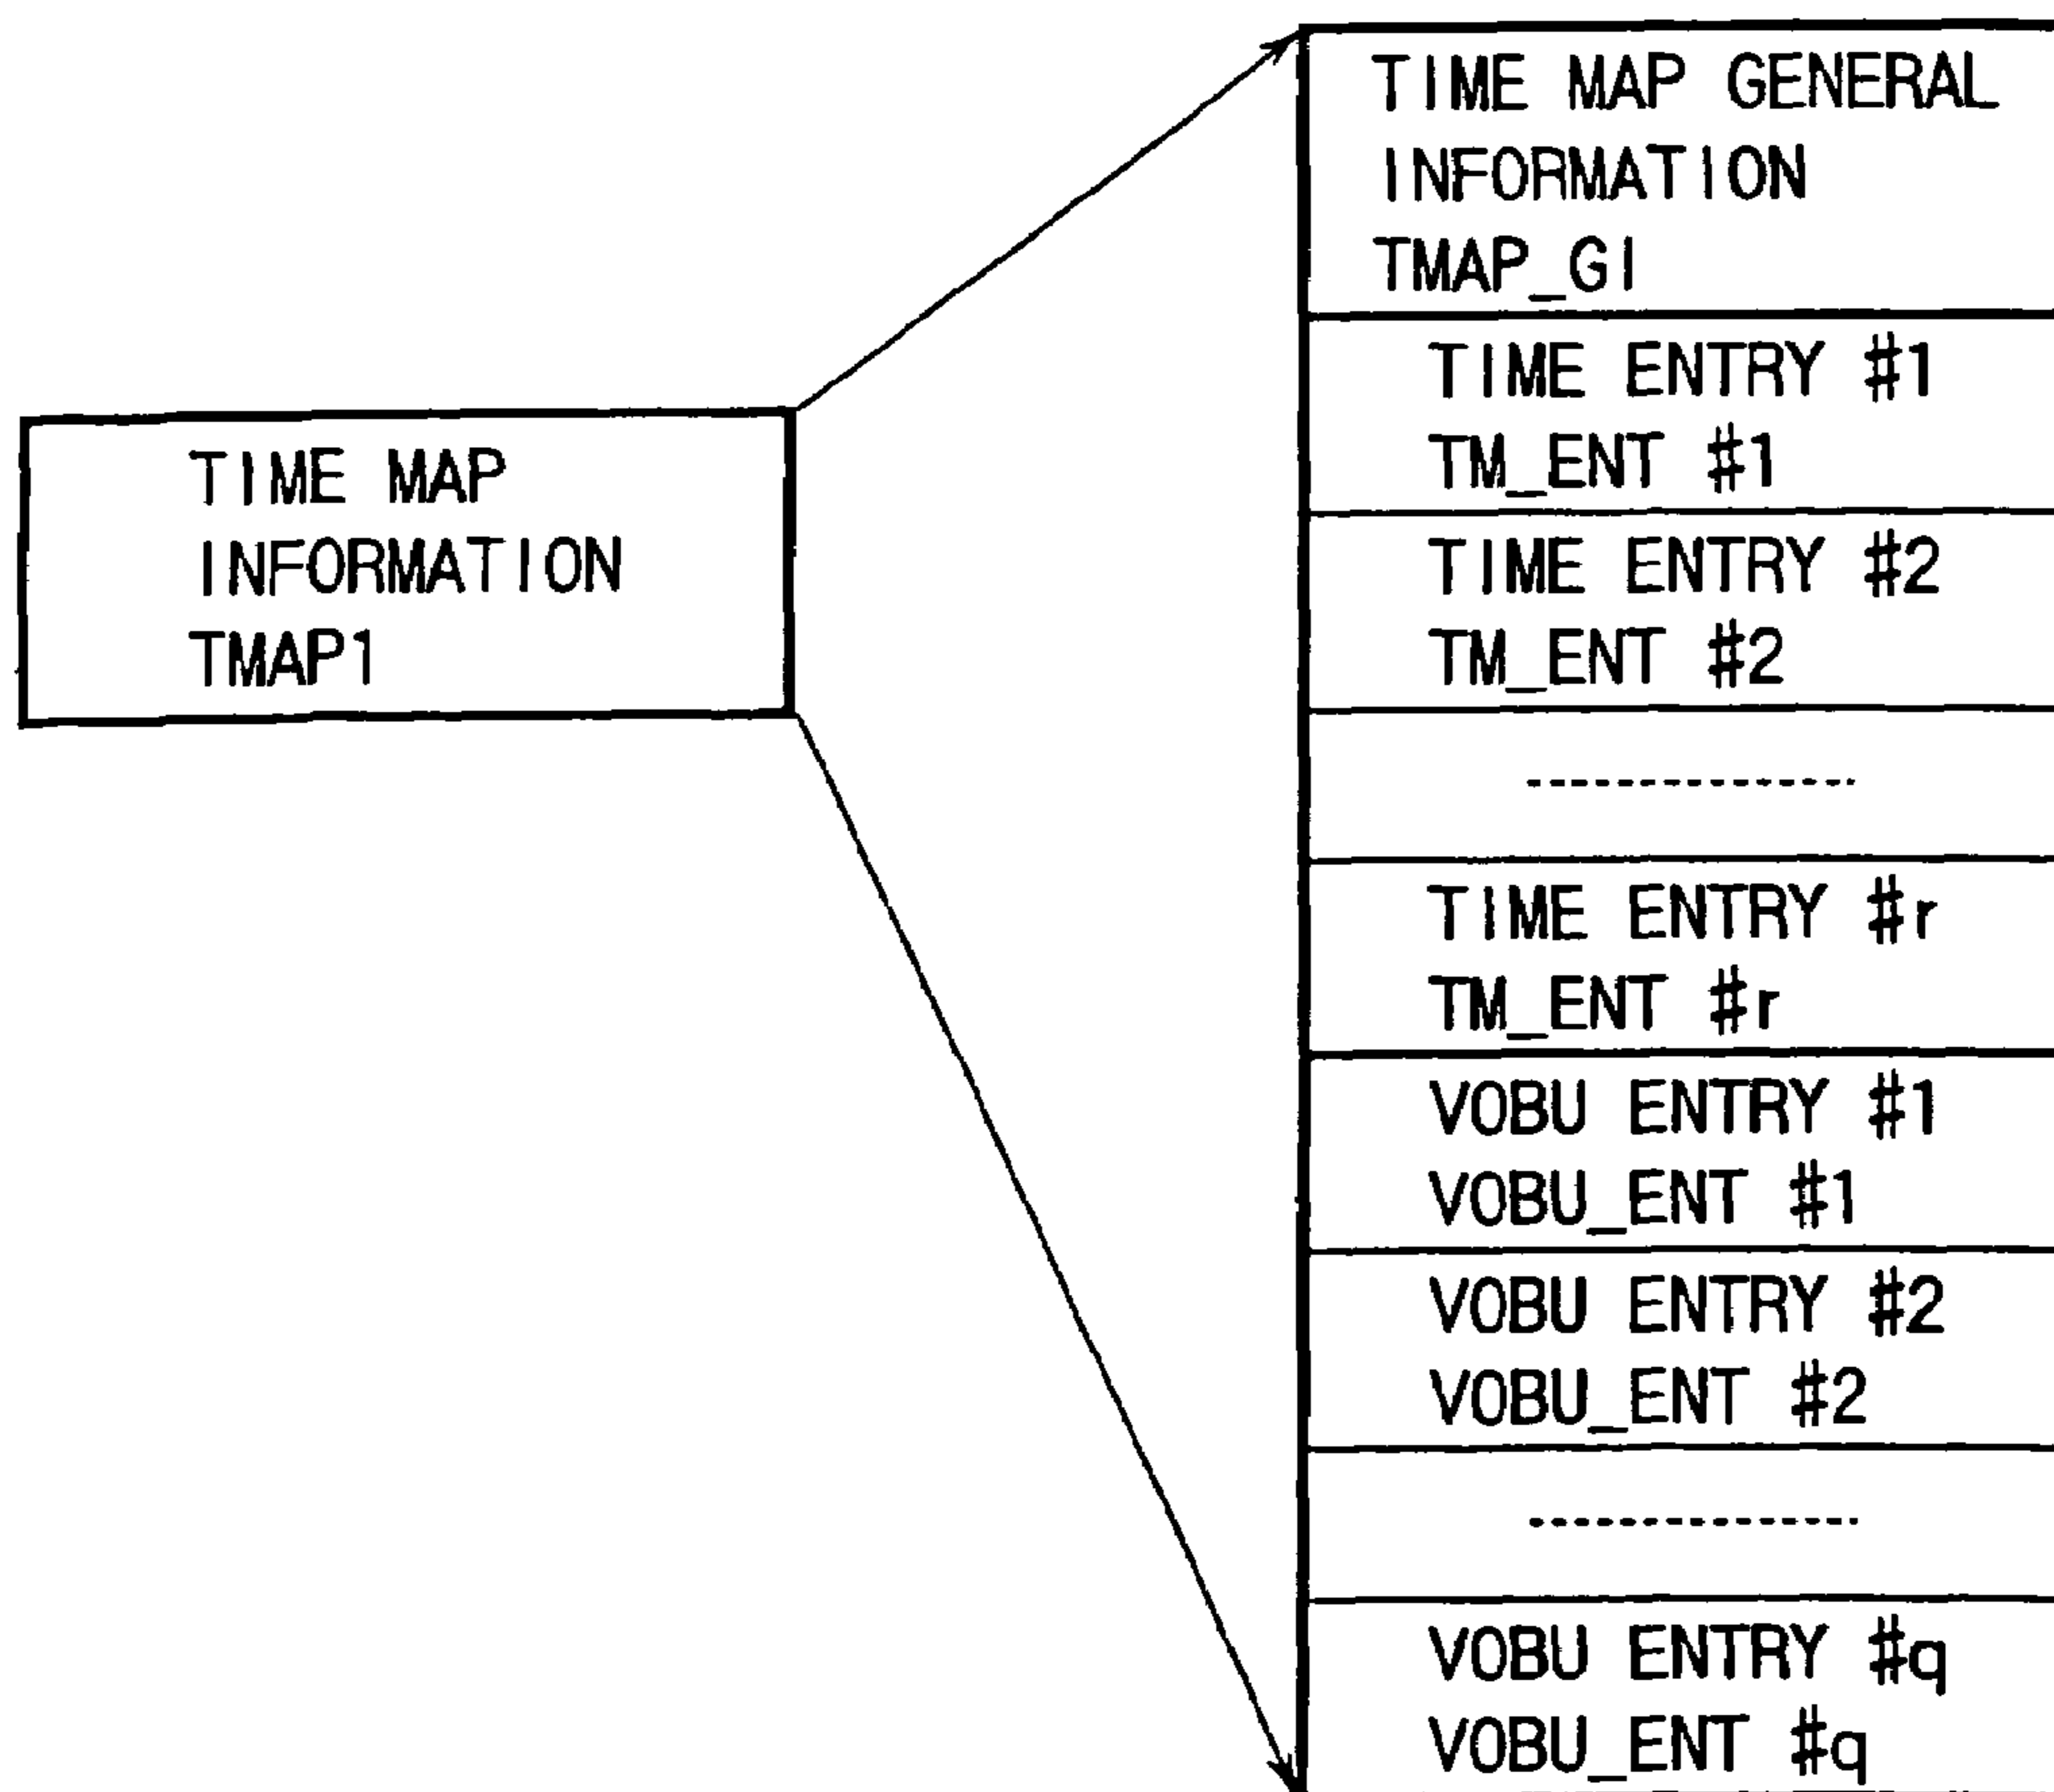 TIME MAP
INFORMATION
TMAP1
TIME MAP GENERAL
INFORMATION
TMAP_GI
TIME ENTRY #1
TM_ENT #1
TIME ENTRY #2
TM_ENT #2
TIME ENTRY #r
TM_ENT #r
VOBU ENTRY #1
VOBU_ENT #1
VOBU ENTRY #2
VOBU_ENT #2
VOBU ENTRY #q
VOBU_ENT #q